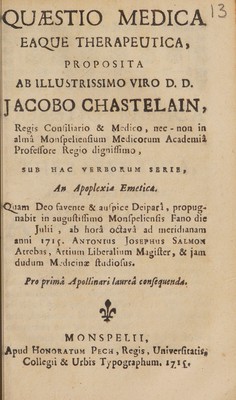 13
QUÆSTIO MEDICA
EAQUE THERAPEUTICA,
PROPOSITA
AB ILLUSTRISSIMO VIRO D. D.
JACOBO CHASTELAIN,
Regis Consiliario & Medico, nec-non in
almâ Monspeliensium Medicorum Academiâ
Professore Regio dignissimo,
SUB HAC VERBORUM SERIE,
An Apoplexia Emetica.
Quam Deo favente & auspice Deiparâ, propug-
nabit in augustissimo Monspeliensis Fano die
Julii, ab horâ octavâ ad meridianam
anni 1715. ANTONIUS JOSEPHUS SALMON
Atrebas, Artium Liberalium Magister, & jam
dudum Medicinæ studiosus.
Pro primâ Apollinari laureâ consequenda.
MONSPELII,
Apud HONORATUM PECH, Regis, Universitatis,
Collegii & Urbis Typographum. 1715.